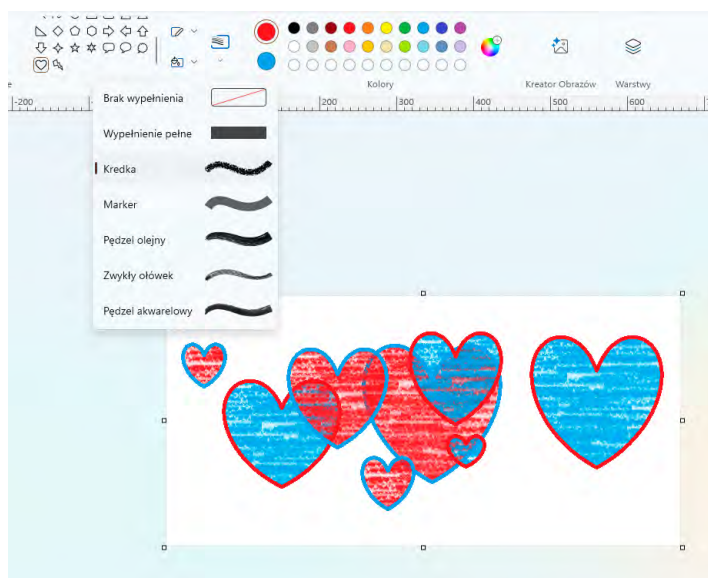 e
Kolory
Kreator Obrazów
Warstwy
-200
200
300
400
500
600
Brak wypełnienia
Wypełnienie pełne
Kredka
Marker
Pędzel olejny
Zwykły ołówek
Pędzel akwarelowy